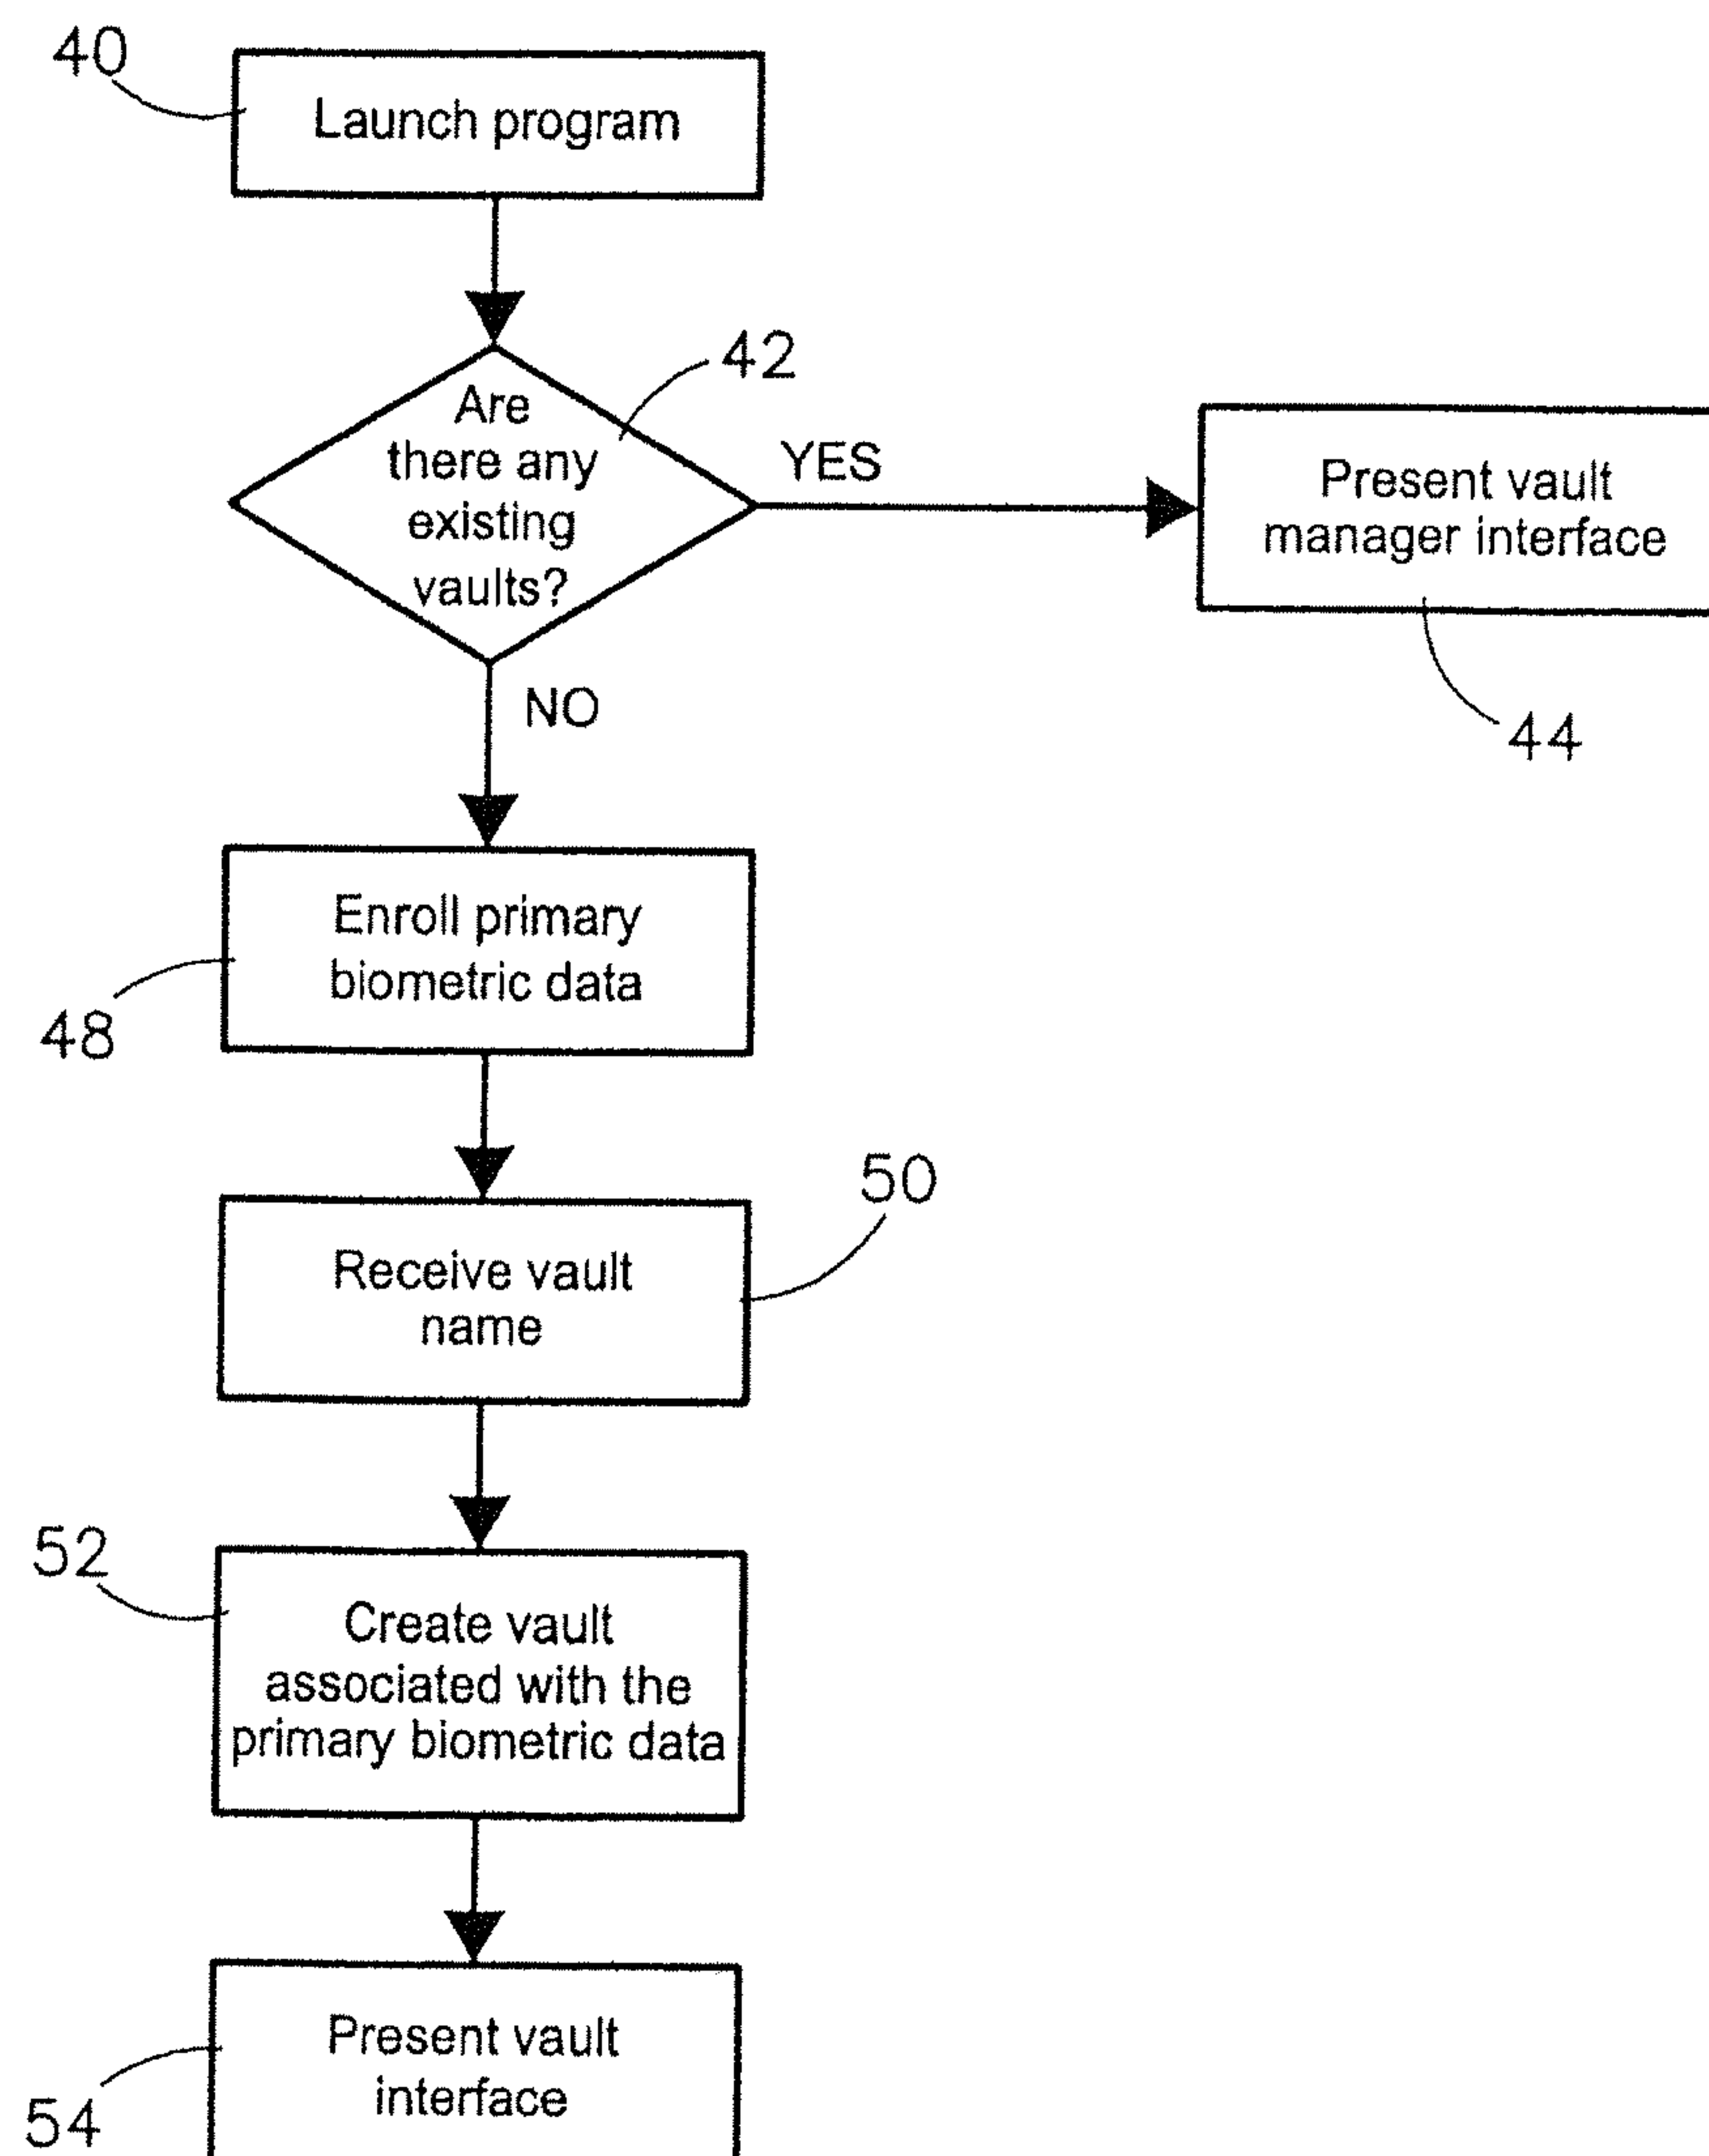 40
Launch program
42
Are
there any
existing
vaults?
YES
Present vault
manager interface
44
NO
Enroll primary
biometric data
48
50
Receive vault
name
52
Create vault
associated with the
primary biometric data
Present vault
interface
54